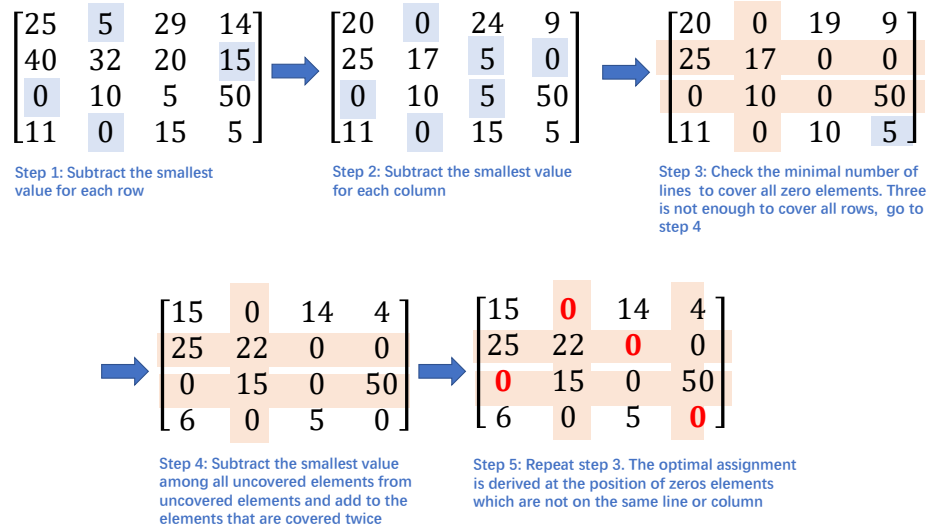 25 5 29 14
40 32 20 15
0 10 5 50
11 0 15 5
Step 1: Subtract the smallest
value for each row
20 0 24 9
25 17 5 0
0 10 5 50
11 0 15 5
Step 2: Subtract the smallest value
for each column
20 0 19 9
25 17 0 0
0 10 0 50
11 0 10 5
Step 3: Check the minimal number of
lines to cover all zero elements. Three
is not enough to cover all rows, go to
step 4
15 0 14 4
25 22 0 0
0 15 0 50
6 0 5 0
Step 4: Subtract the smallest value
among all uncovered elements from
uncovered elements and add to the
elements that are covered twice
15 0 14 4
25 22 0 0
0 15 0 50
6 0 5 0
Step 5: Repeat step 3. The optimal assignment
is derived at the position of zeros elements
which are not on the same line or column